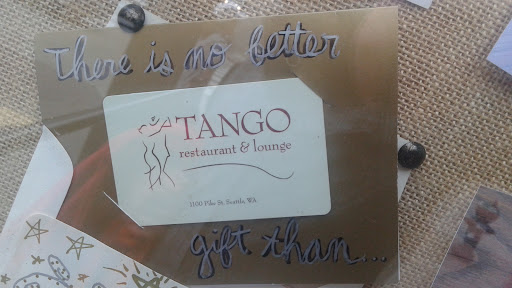 There is no better
TANGO
restaurant & lounge
1100 Pike St. Seattle, WA
gift than...